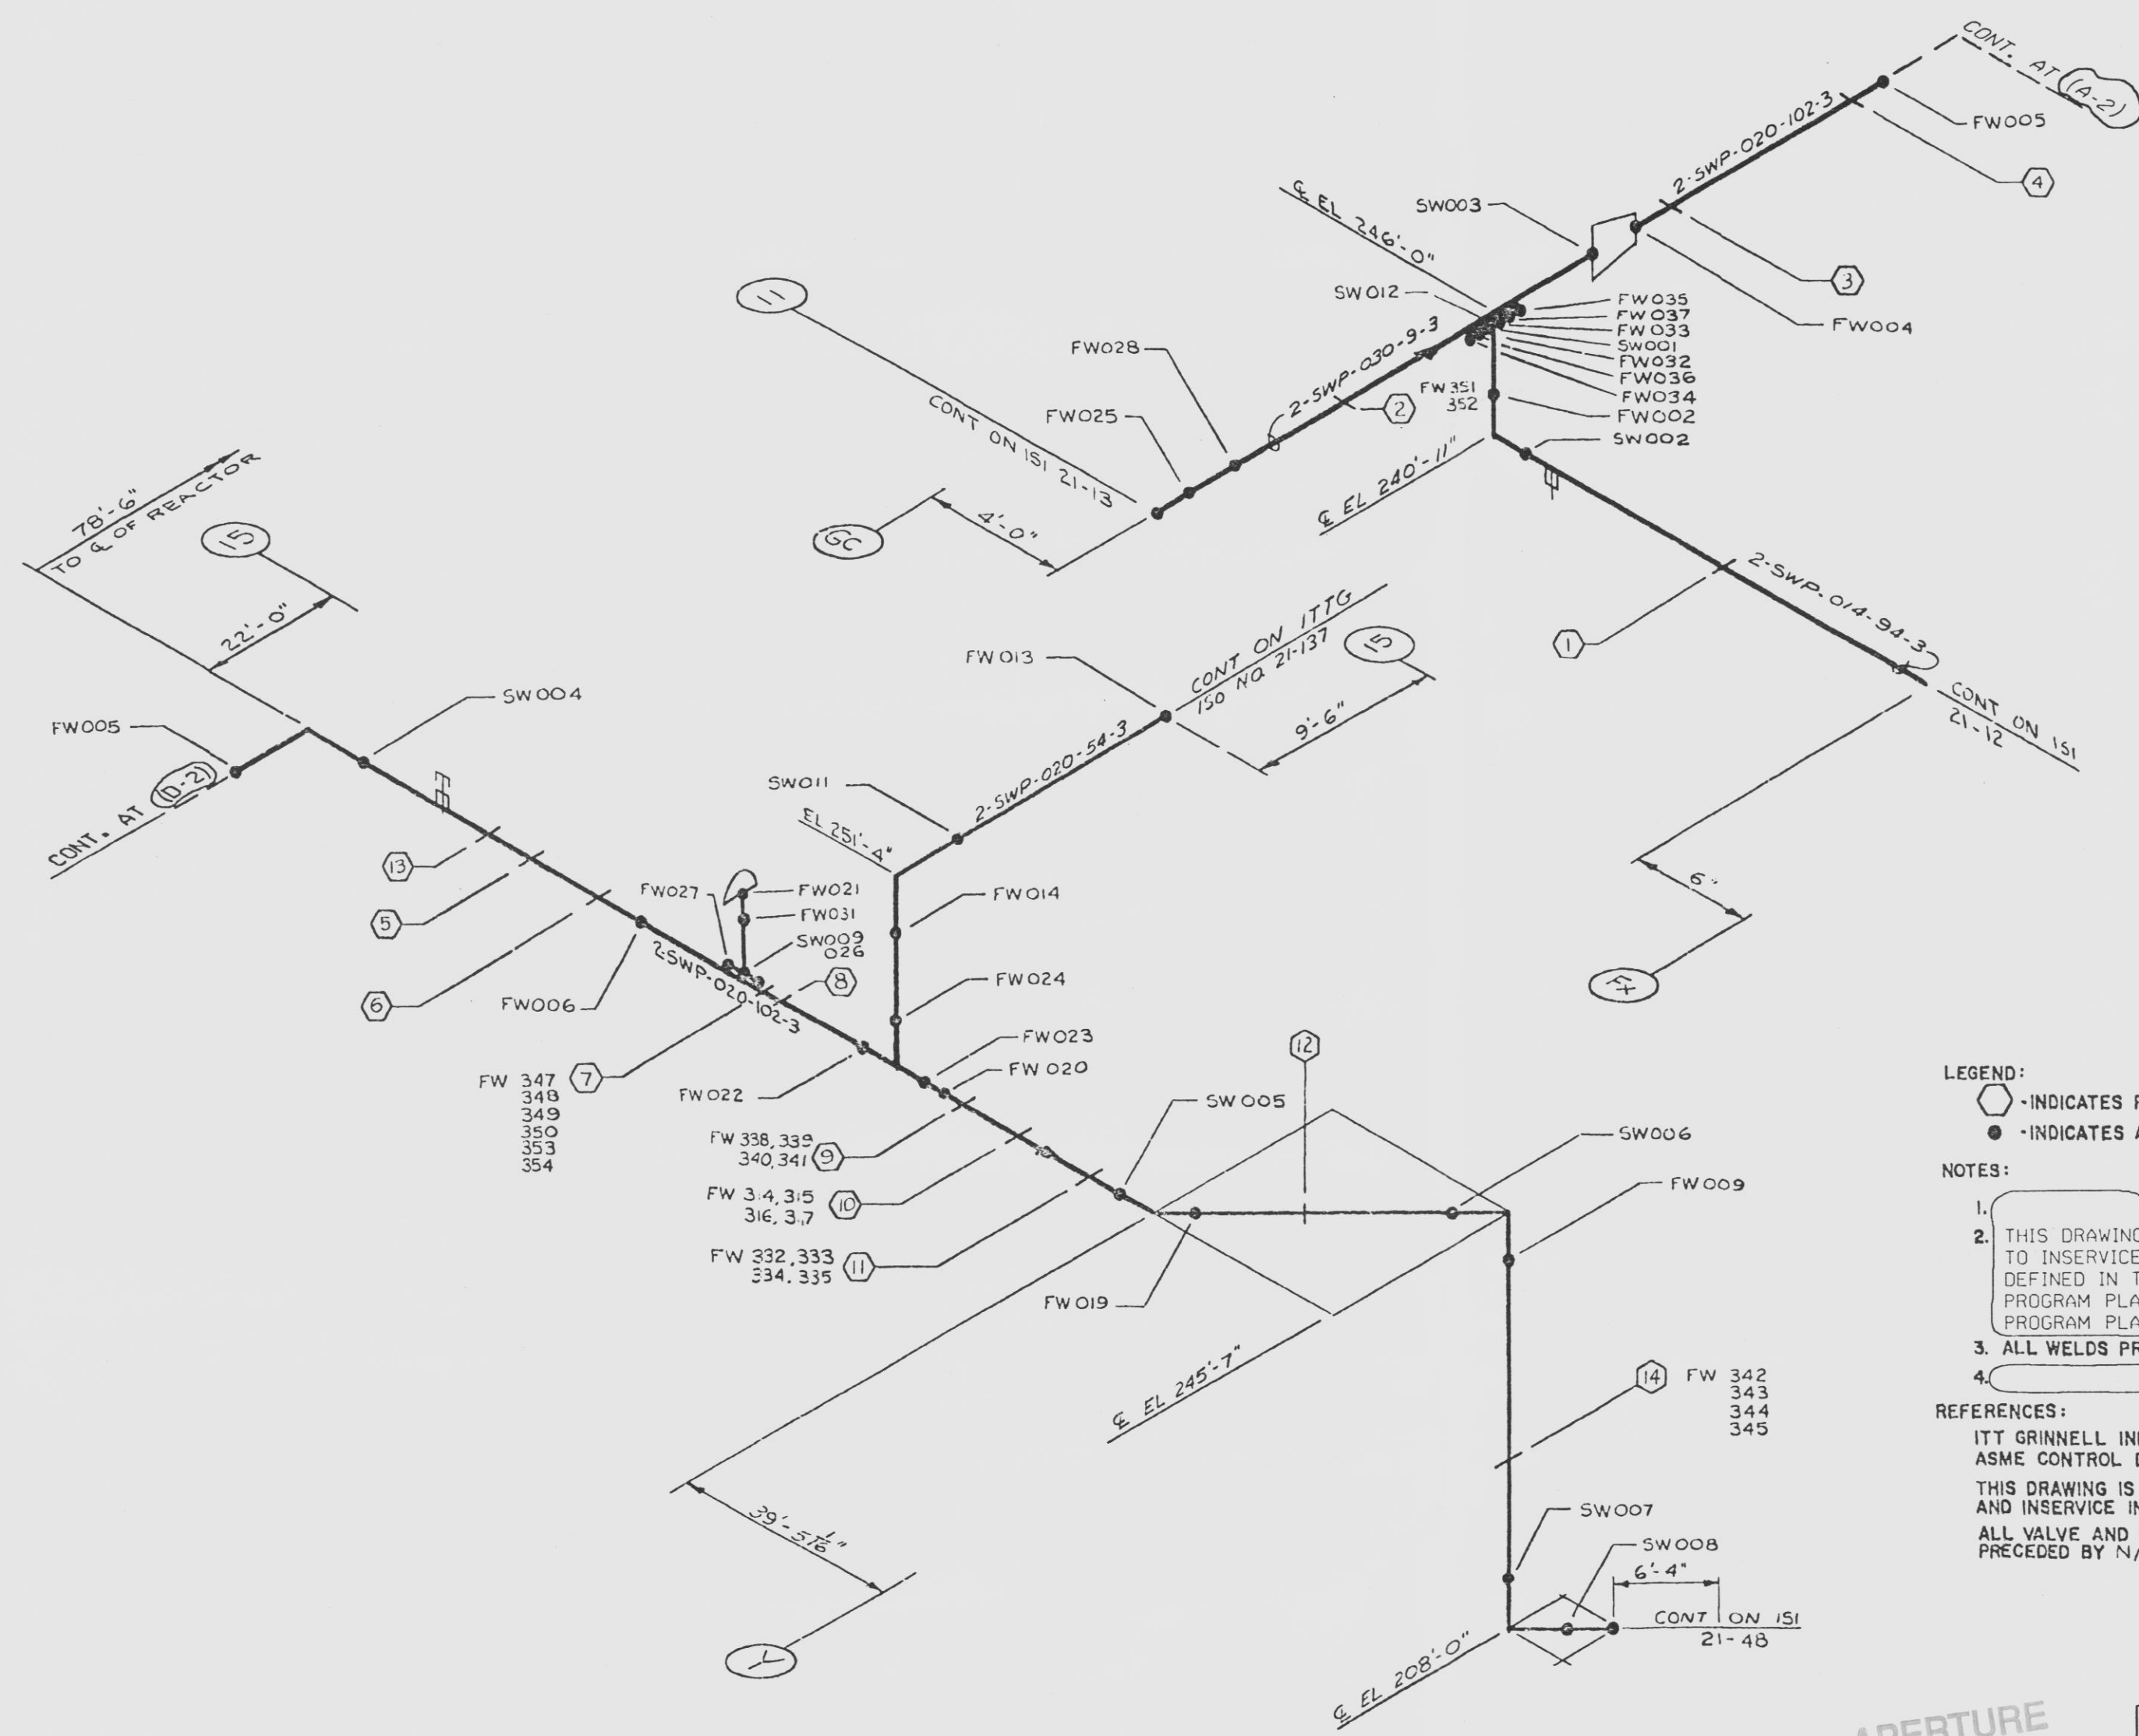 CONT. AT (A-2)
FW005
4
2-SWP-020-102-3
SW003
℄ EL 246'-0"
3
FW004
SW012
FW035
FW037
FW033
SW001
FW032
FW036
FW034
FW002
SW002
11
FW028
2-SWP-030-9-3
2
FW351
352
FW025
CONT ON ISI 21-13
℄ EL 240'-11"
GC
4'-0"
78'-6"
TO ℄ OF REACTOR
15
22'-0"
2-SWP-014-94-3
1
CONT ON ISI
21-12
6"
FW013
CONT ON ITTG
ISO NO. 21-137
15
9'-6"
2-SWP-020-54-3
SW011
EL 251'-4"
SW004
FW005
CONT. AT (D-2)
13
5
6
FW027
FW021
FW031
SW009
026
8
FW014
FW024
FW006
2-SWP-020-102-3
FW023
FW020
FW 347
348
349
350
353
354
7
FW022
12
SW005
SW006
FW009
FW 338,339
340,341
9
FW 314,315
316,317
10
FW 332,333
334,335
11
FW019
℄ EL 245'-7"
39'-5 1/16"
Y
14
FW 342
343
344
345
SW007
SW008
6'-4"
CONT ON ISI
21-48
℄ EL 208'-0"
LEGEND:
-INDICATES
-INDICATES
NOTES:
1.
2. THIS DRAWING
TO INSERVICE
DEFINED IN
PROGRAM
PROGRAM
3. ALL WELDS
4.
REFERENCES:
ITT GRINNELL
ASME CONTROL
THIS DRAWING IS
AND INSERVICE
ALL VALVE AND
PRECEDED BY
APERTURE